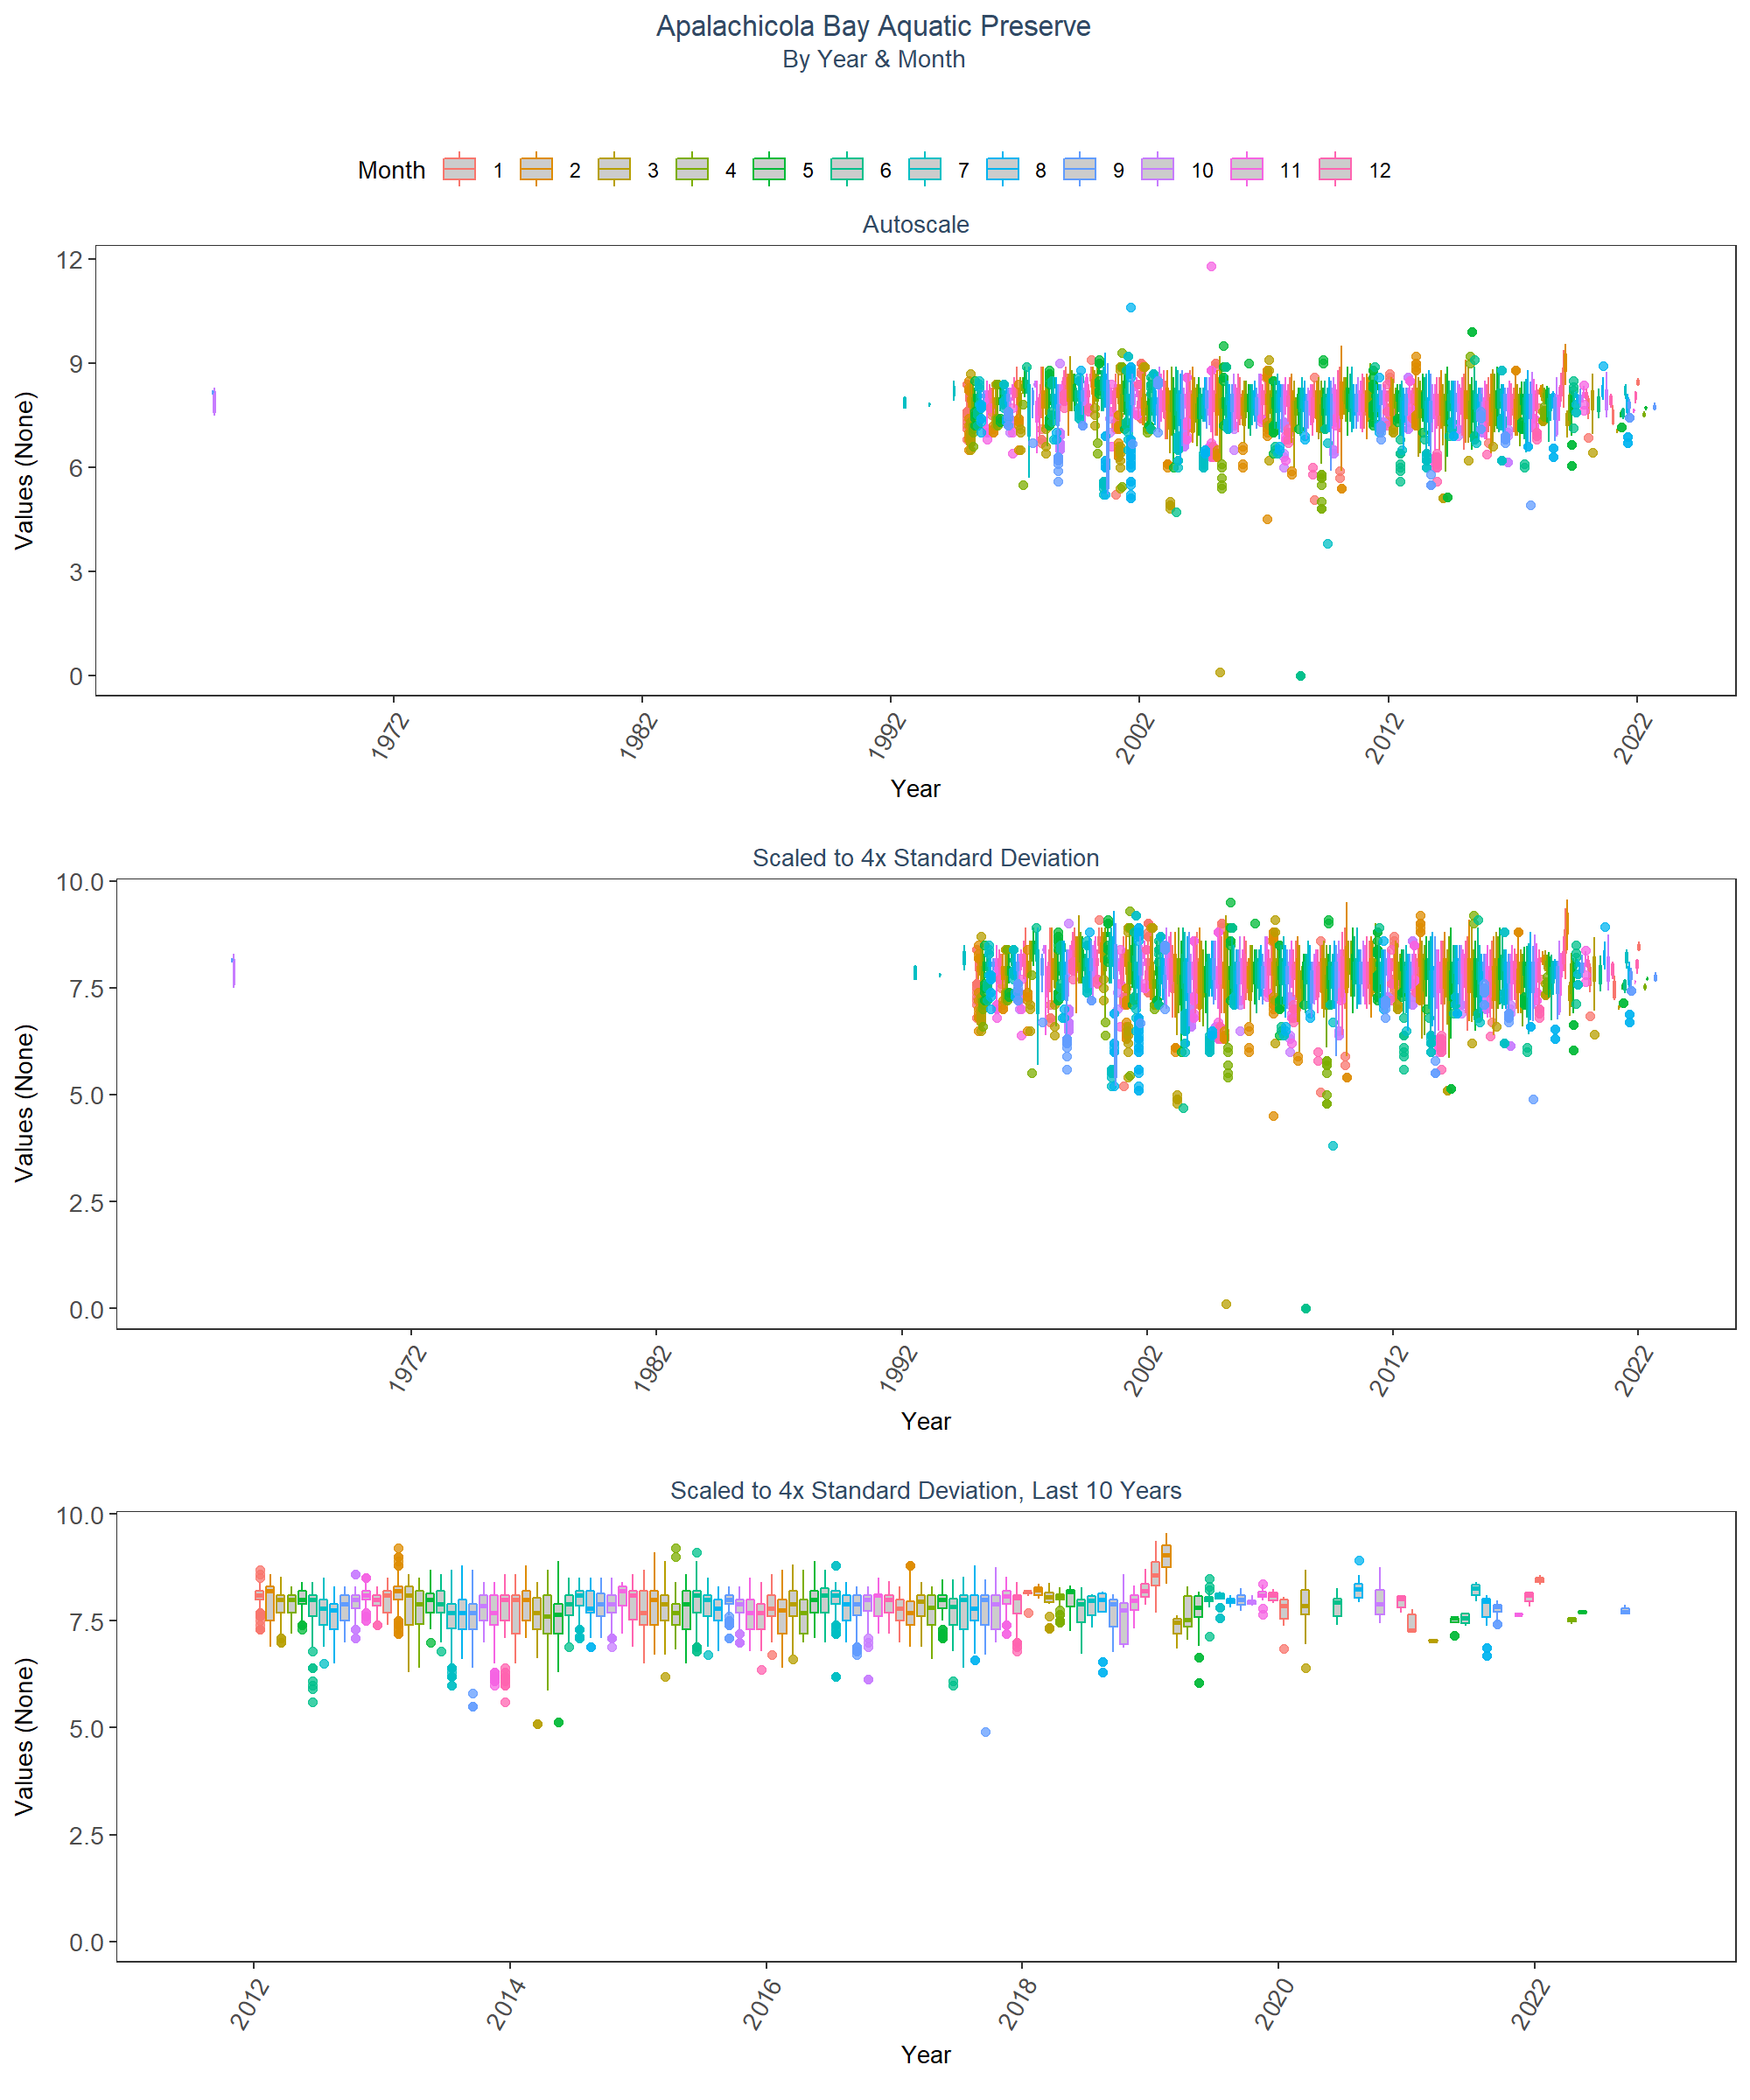 Apalachicola Bay Aquatic Preserve
By Year & Month
Month 1 2 3 4 5 6 7 8 9 10 11 12
Autoscale
12
9
6
3
0
Values (None)
1972 1982 1992 2002 2012 2022
Year
Scaled to 4x Standard Deviation
10.0
7.5
5.0
2.5
0.0
Values (None)
1972 1982 1992 2002 2012 2022
Year
Scaled to 4x Standard Deviation, Last 10 Years
10.0
7.5
5.0
2.5
0.0
Values (None)
2012 2014 2016 2018 2020 2022
Year